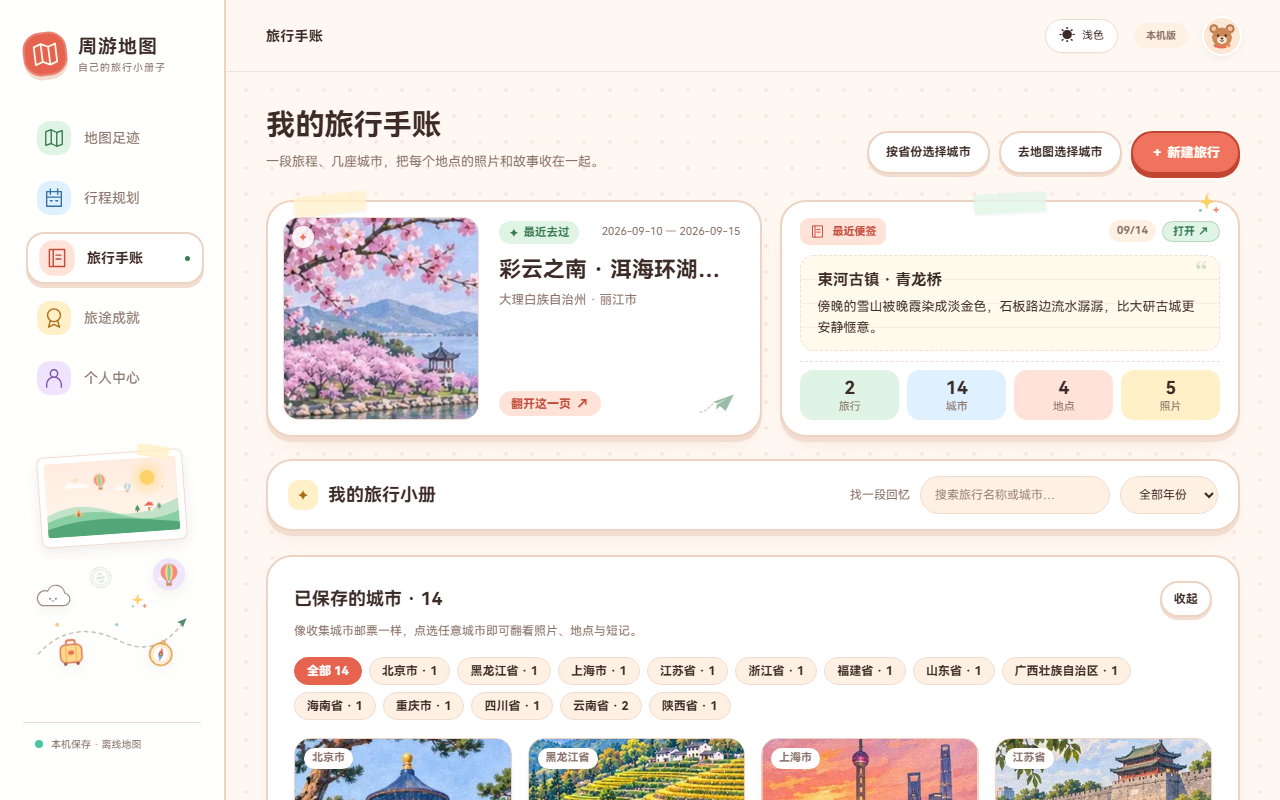 周游地图
自己的旅行小册子
地图足迹
行程规划
旅行手账
旅途成就
个人中心
本机保存 · 离线地图
旅行手账
浅色
本机版
我的旅行手账
一段旅程、几座城市，把每个地点的照片和故事收在一起。
按省份选择城市
去地图选择城市
+ 新建旅行
最近去过
2026-09-10 — 2026-09-15
彩云之南 · 洱海环湖…
大理白族自治州 · 丽江市
翻开这一页 ↗
最近便签
09/14
打开 ↗
束河古镇 · 青龙桥
傍晚的雪山被晚霞染成淡金色，石板路边流水潺潺，比大研古城更
安静惬意。
2
旅行
14
城市
4
地点
5
照片
我的旅行小册
找一段回忆
搜索旅行名称或城市…
全部年份
已保存的城市 · 14
收起
像收集城市邮票一样，点选任意城市即可翻看照片、地点与短记。
全部 14
北京市 · 1
黑龙江省 · 1
上海市 · 1
江苏省 · 1
浙江省 · 1
福建省 · 1
山东省 · 1
广西壮族自治区 · 1
海南省 · 1
重庆市 · 1
四川省 · 1
云南省 · 2
陕西省 · 1
北京市
黑龙江省
上海市
江苏省